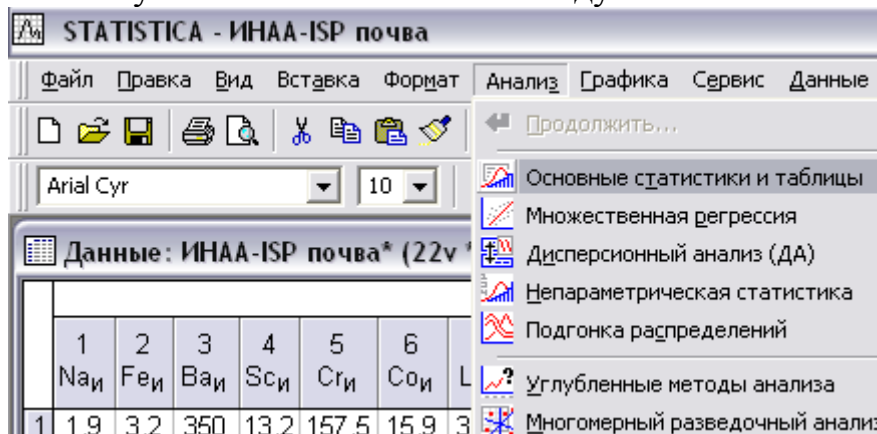 STATISTICA - ИНАА-ISP почва
Файл Правка Вид Вставка Формат Анализ Графика Сервис Данные
Продолжить...
Arial Cyr 10
Основные статистики и таблицы
Множественная регрессия
Данные: ИНАА-ISP почва* (22v *
Дисперсионный анализ (ДА)
Непараметрическая статистика
Подгонка распределений
1 2 3 4 5 6
Naи Feи Baи Scи Crи Coи L
Углубленные методы анализа
1 1.9 3.2 350 13.2 157.5 15.9 3
Многомерный разведочный анализ